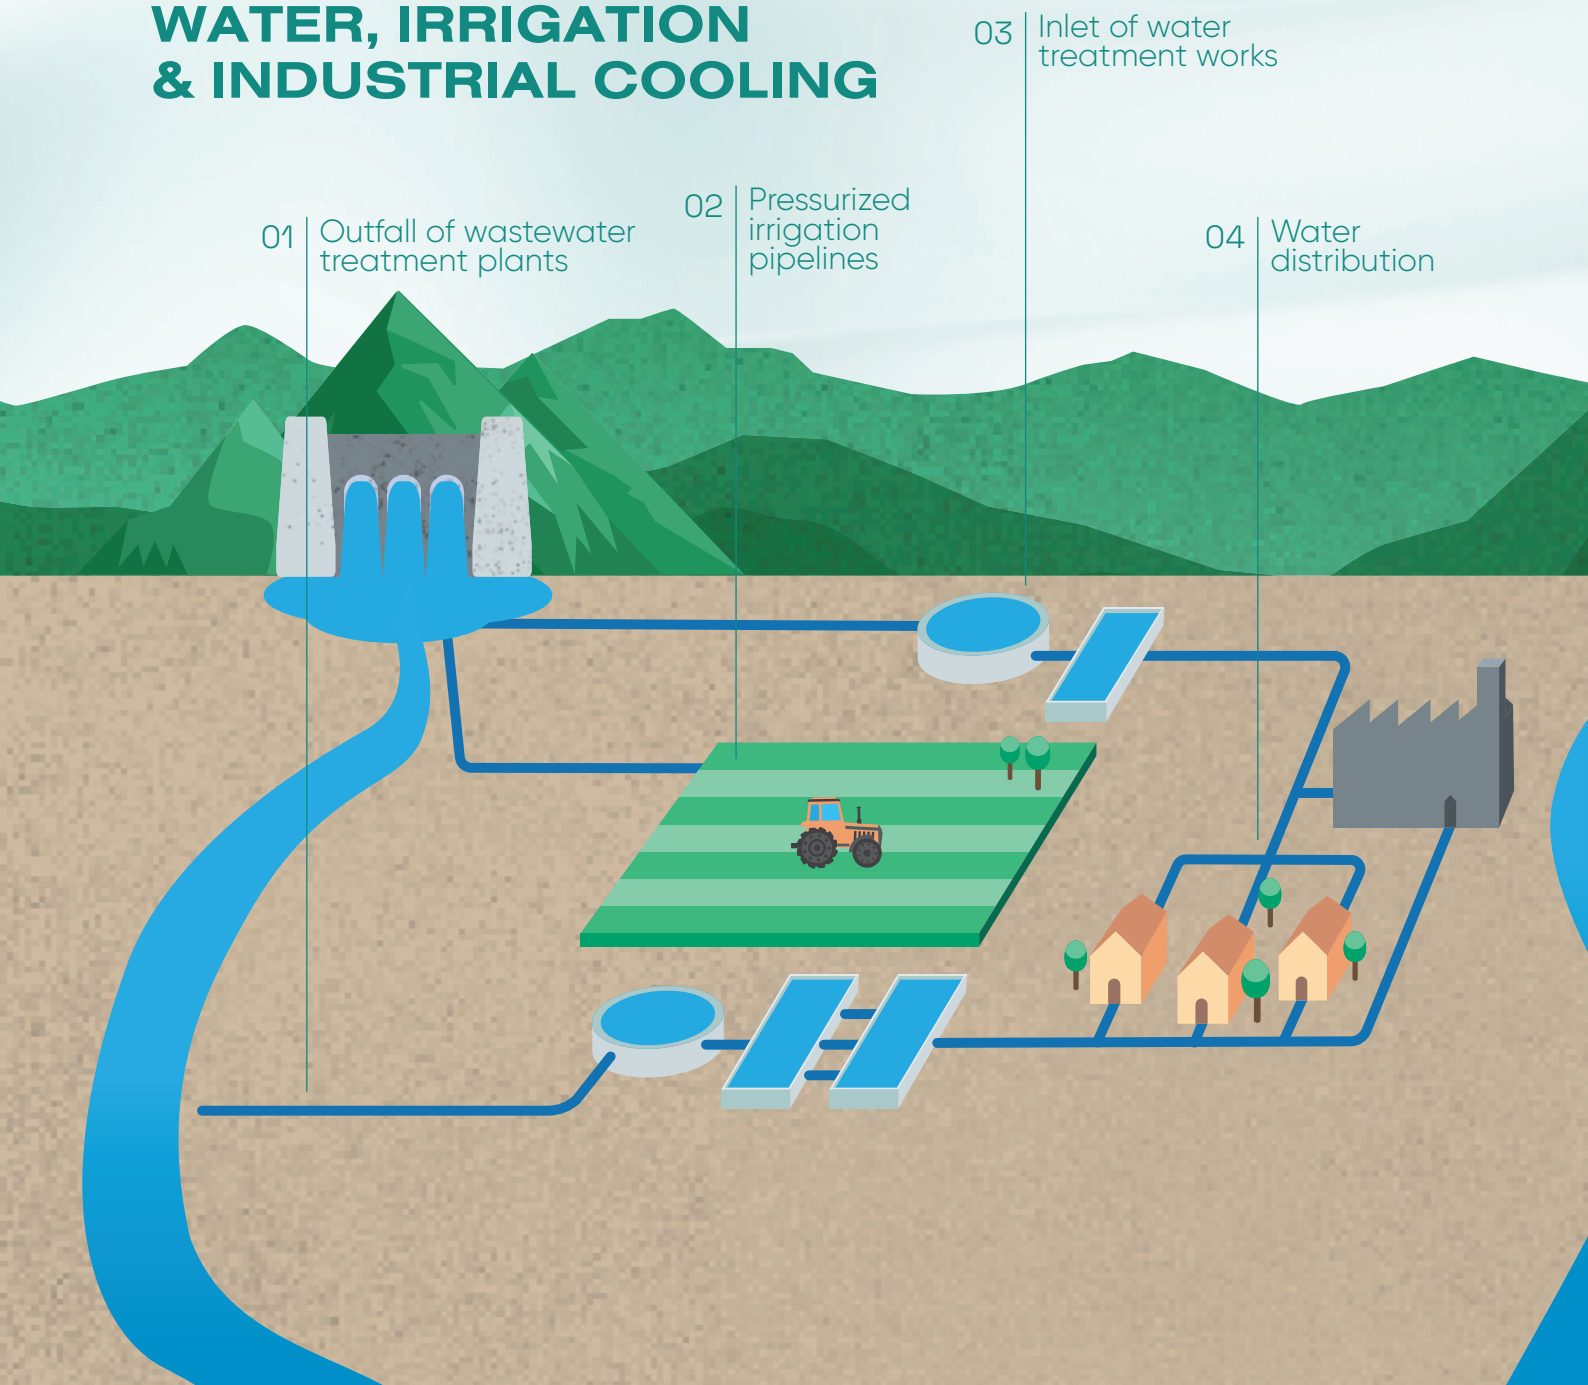 WATER, IRRIGATION
& INDUSTRIAL COOLING
03
Inlet of water
treatment works
02
Pressurized
irrigation
pipelines
01
Outfall of wastewater
treatment plants
04
Water
distribution